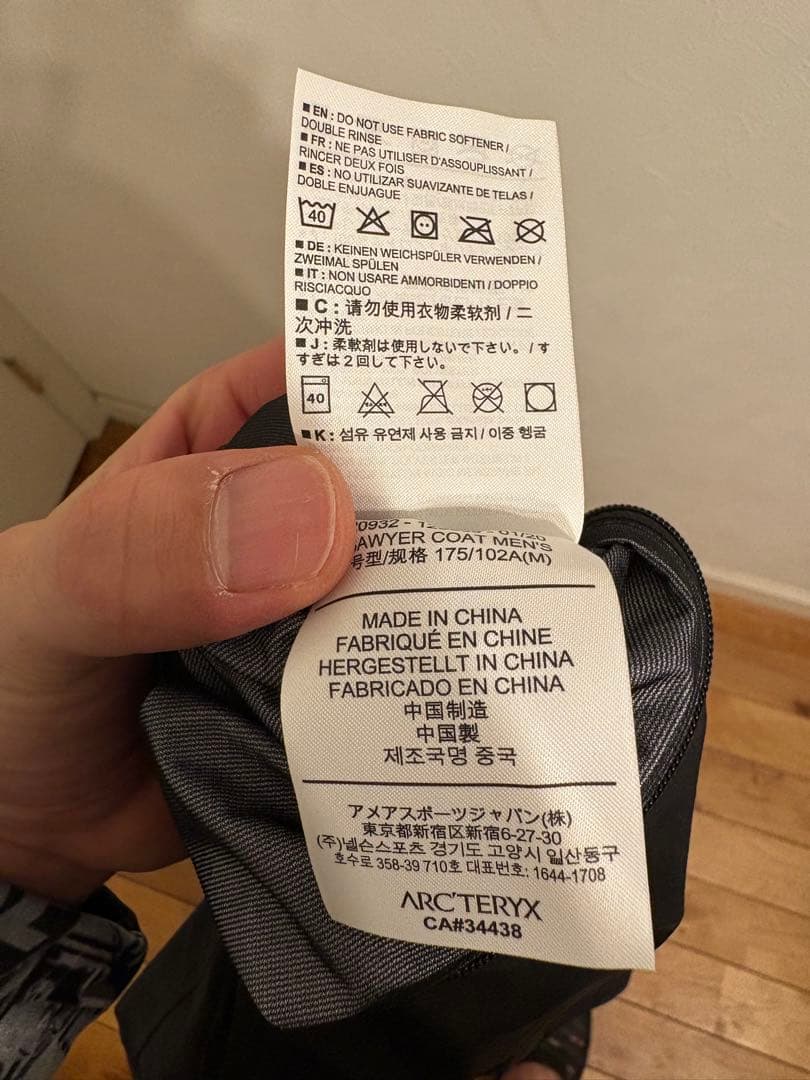 ■ EN : DO NOT USE FABRIC SOFTENER /
DOUBLE RINSE
■ FR : NE PAS UTILISER D'ASSOUPLISSANT /
RINCER DEUX FOIS
■ ES : NO UTILIZAR SUAVIZANTE DE TELAS /
DOBLE ENJUAGUE
40
■ DE : KEINEN WEICHSPÜLER VERWENDEN /
ZWEIMAL SPÜLEN
■ IT : NON USARE AMMORBIDENTI / DOPPIO
RISCIACQUO
■ C : 请勿使用衣物柔软剂 / 二
次冲洗
■ J : 柔軟剤は使用しないで下さい。/ す
すぎは2回して下さい。
40
■ K : 섬유 유연제 사용 금지 / 이중 헹굼
SAWYER COAT MEN'S
号型/规格 175/102A(M)
MADE IN CHINA
FABRIQUÉ EN CHINE
HERGESTELLT IN CHINA
FABRICADO EN CHINA
中国制造
中国製
제조국명 중국
アメアスポーツジャパン(株)
東京都新宿区新宿6-27-30
(주)넬슨스포츠 경기도 고양시 일산동구
호수로 358-39 710호 대표번호: 1644-1708
ARC'TERYX
CA#34438